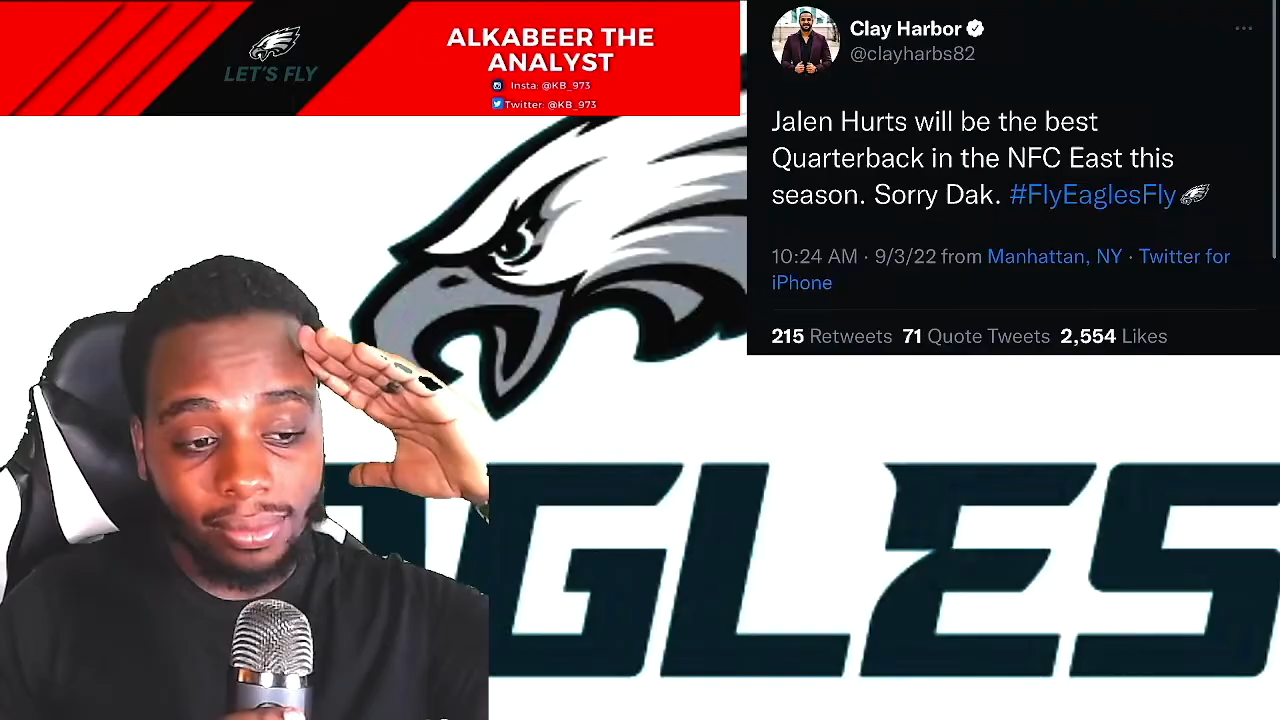 LET'S FLY
ALKABEER THE
ANALYST
Insta: @KB_973
Twitter: @KB_973
Clay Harbor
@clayharbs82
Jalen Hurts will be the best
Quarterback in the NFC East this
season. Sorry Dak. #FlyEaglesFly
10:24 AM · 9/3/22 from Manhattan, NY · Twitter for
iPhone
215 Retweets 71 Quote Tweets 2,554 Likes
GLES